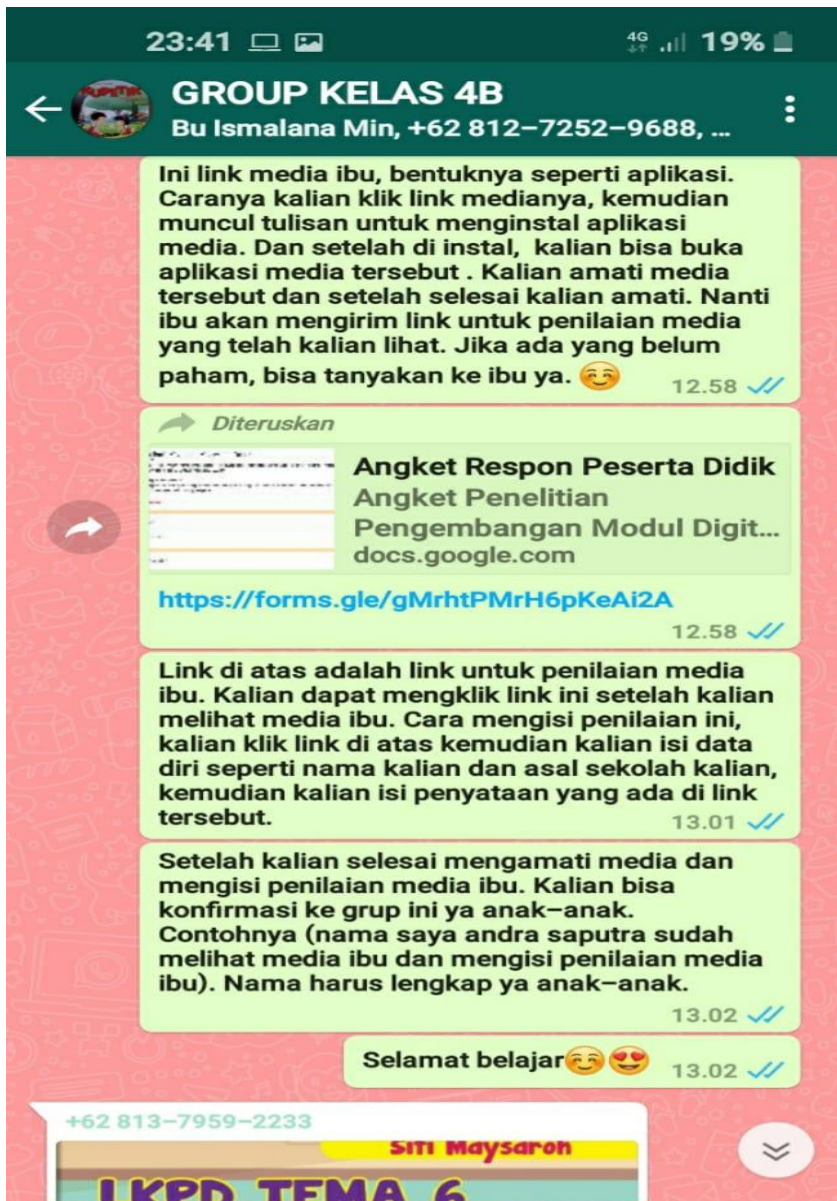 23:41
4G 19%
GROUP KELAS 4B
Bu Ismalana Min, +62 812-7252-9688, ...
Ini link media ibu, bentuknya seperti aplikasi.
Caranya kalian klik link medianya, kemudian
muncul tulisan untuk menginstal aplikasi
media. Dan setelah di instal, kalian bisa buka
aplikasi media tersebut . Kalian amati media
tersebut dan setelah selesai kalian amati. Nanti
ibu akan mengirim link untuk penilaian media
yang telah kalian lihat. Jika ada yang belum
paham, bisa tanyakan ke ibu ya. ☺️
12.58
Diteruskan
Angket Respon Peserta Didik
Angket Penelitian
Pengembangan Modul Digit...
docs.google.com
https://forms.gle/gMrhtPMrH6pKeAi2A
12.58
Link di atas adalah link untuk penilaian media
ibu. Kalian dapat mengklik link ini setelah kalian
melihat media ibu. Cara mengisi penilaian ini,
kalian klik link di atas kemudian kalian isi data
diri seperti nama kalian dan asal sekolah kalian,
kemudian kalian isi penyataan yang ada di link
tersebut.
13.01
Setelah kalian selesai mengamati media dan
mengisi penilaian media ibu. Kalian bisa
konfirmasi ke grup ini ya anak-anak.
Contohnya (nama saya andra saputra sudah
melihat media ibu dan mengisi penilaian media
ibu). Nama harus lengkap ya anak-anak.
13.02
Selamat belajar☺️😍
13.02
+62 813-7959-2233
Siti Maysaroh
LKPD TEMA 6